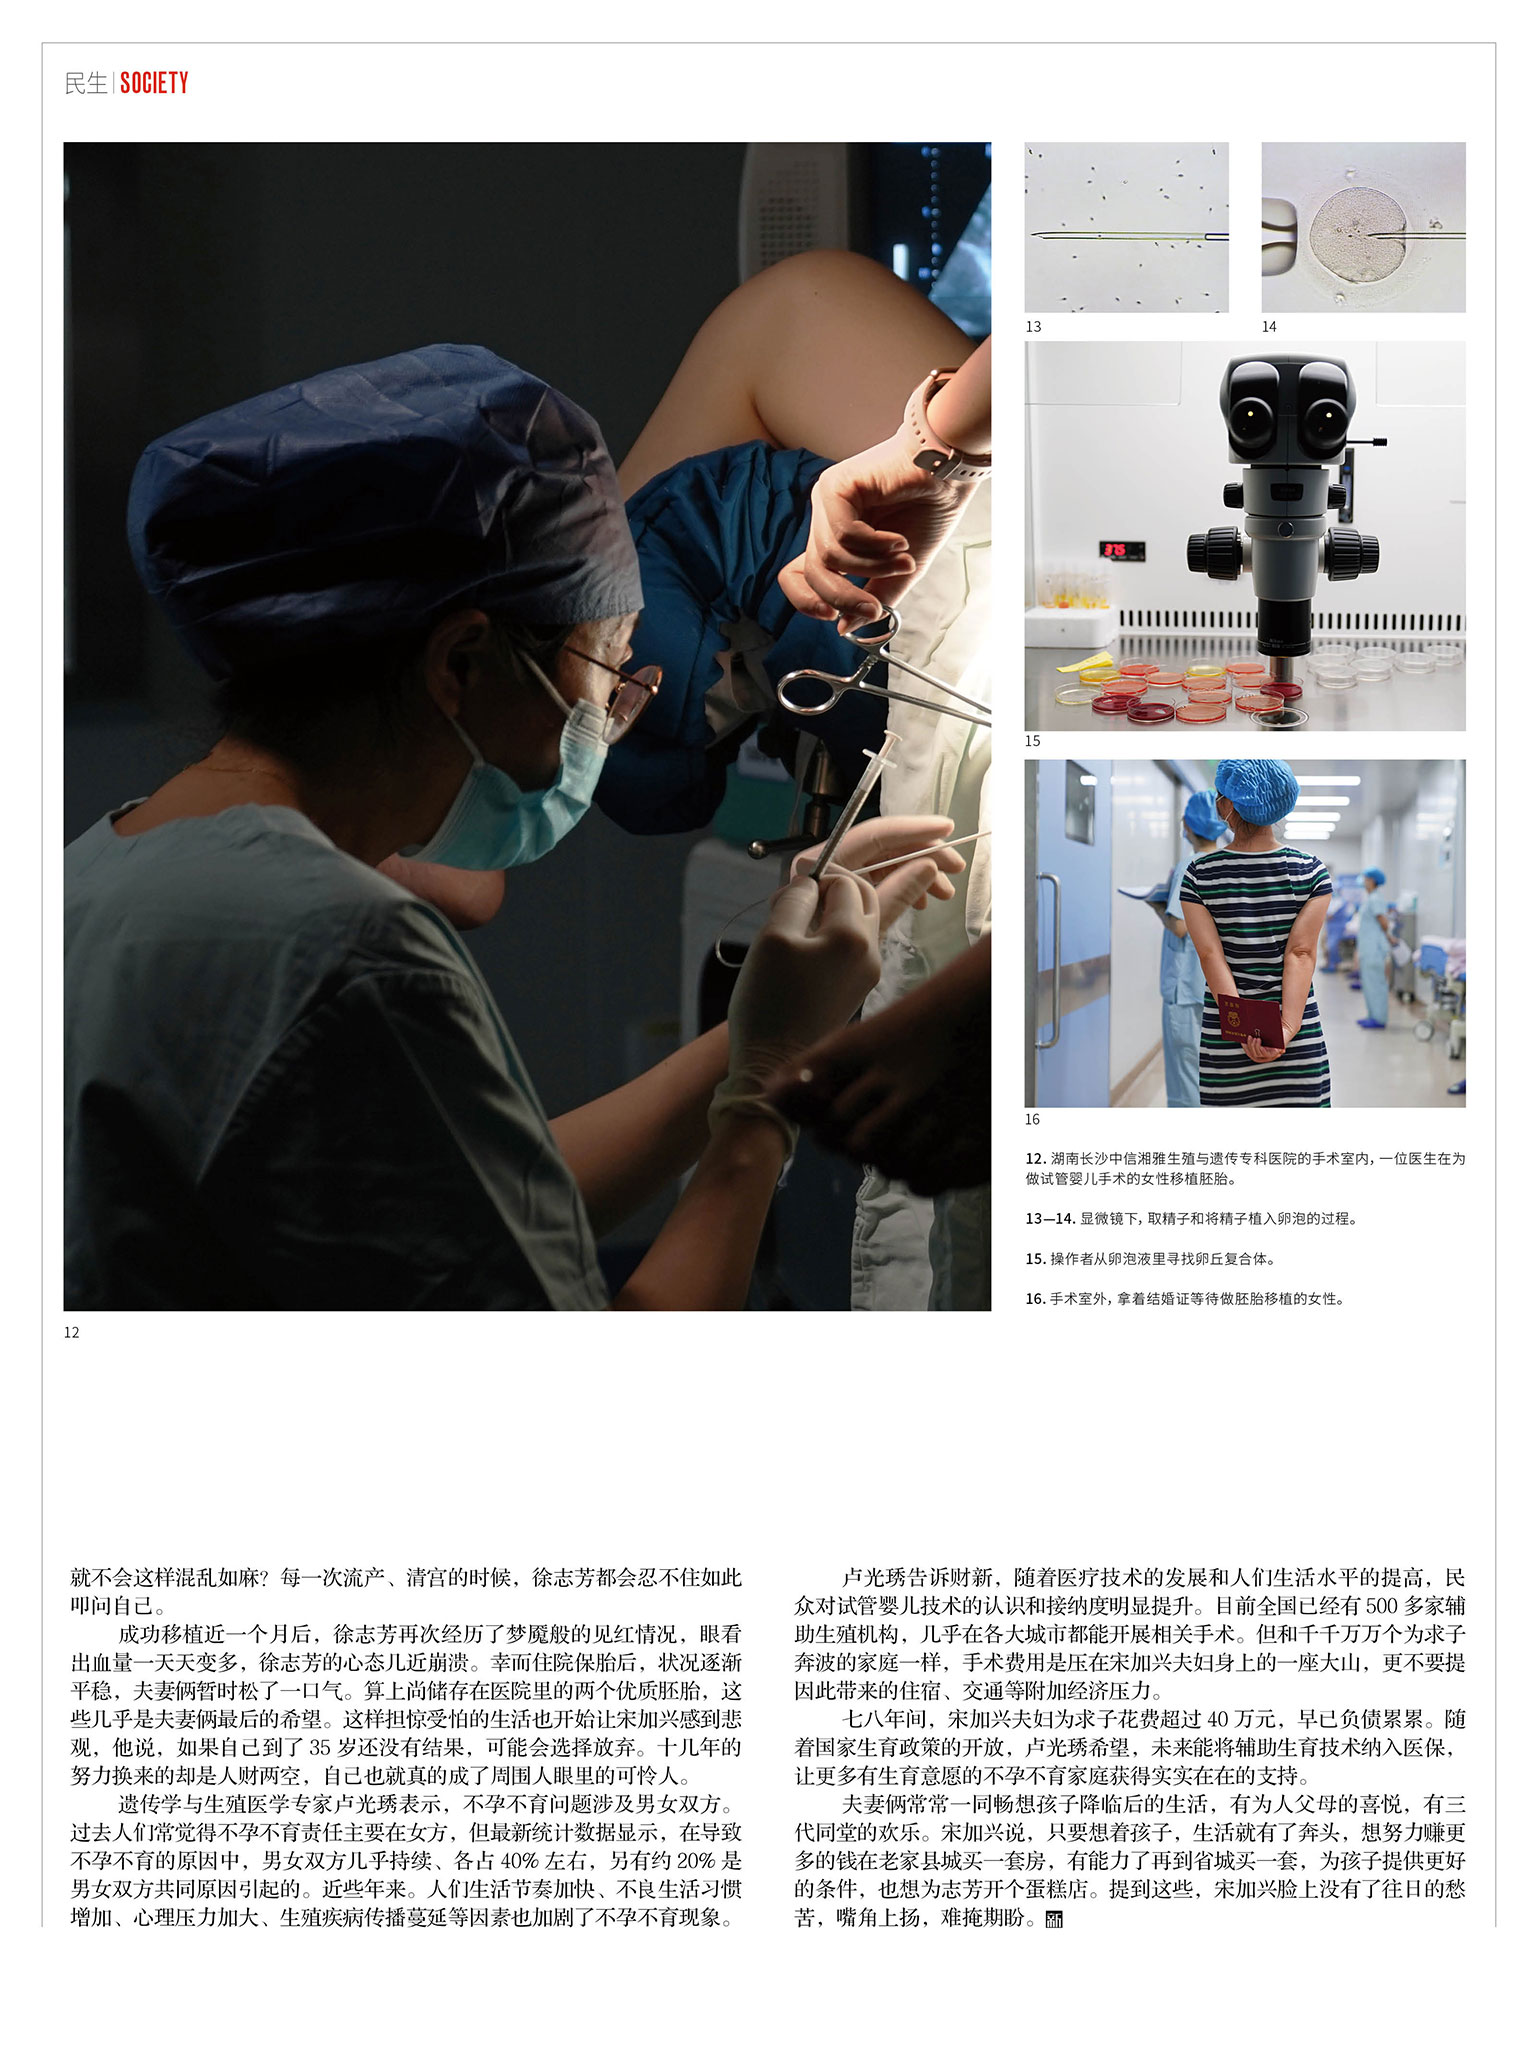 民生 | SOCIETY
13
14
375
15
16
12. 湖南长沙中信湘雅生殖与遗传专科医院的手术室内，一位医生在为
做试管婴儿手术的女性移植胚胎。
13—14. 显微镜下，取精子和将精子植入卵泡的过程。
15. 操作者从卵泡液里寻找卵丘复合体。
16. 手术室外，拿着结婚证等待做胚胎移植的女性。
12
就不会这样混乱如麻？每一次流产、清宫的时候，徐志芳都会忍不住如此
叩问自己。
成功移植近一个月后，徐志芳再次经历了梦魇般的见红情况，眼看
出血量一天天变多，徐志芳的心态几近崩溃。幸而住院保胎后，状况逐渐
平稳，夫妻俩暂时松了一口气。算上尚储存在医院里的两个优质胚胎，这
些几乎是夫妻俩最后的希望。这样担惊受怕的生活也开始让宋加兴感到悲
观，他说，如果自己到了 35 岁还没有结果，可能会选择放弃。十几年的
努力换来的却是人财两空，自己也就真的成了周围人眼里的可怜人。
遗传学与生殖医学专家卢光琇表示，不孕不育问题涉及男女双方。
过去人们常觉得不孕不育责任主要在女方，但最新统计数据显示，在导致
不孕不育的原因中，男女双方几乎持续、各占 40% 左右，另有约 20% 是
男女双方共同原因引起的。近些年来。人们生活节奏加快、不良生活习惯
增加、心理压力加大、生殖疾病传播蔓延等因素也加剧了不孕不育现象。
卢光琇告诉财新，随着医疗技术的发展和人们生活水平的提高，民
众对试管婴儿技术的认识和接纳度明显提升。目前全国已经有 500 多家辅
助生殖机构，几乎在各大城市都能开展相关手术。但和千千万万个为求子
奔波的家庭一样，手术费用是压在宋加兴夫妇身上的一座大山，更不要提
因此带来的住宿、交通等附加经济压力。
七八年间，宋加兴夫妇为求子花费超过 40 万元，早已负债累累。随
着国家生育政策的开放，卢光琇希望，未来能将辅助生育技术纳入医保，
让更多有生育意愿的不孕不育家庭获得实实在在的支持。
夫妻俩常常一同畅想孩子降临后的生活，有为人父母的喜悦，有三
代同堂的欢乐。宋加兴说，只要想着孩子，生活就有了奔头，想努力赚更
多的钱在老家县城买一套房，有能力了再到省城买一套，为孩子提供更好
的条件，也想为志芳开个蛋糕店。提到这些，宋加兴脸上没有了往日的愁
苦，嘴角上扬，难掩期盼。